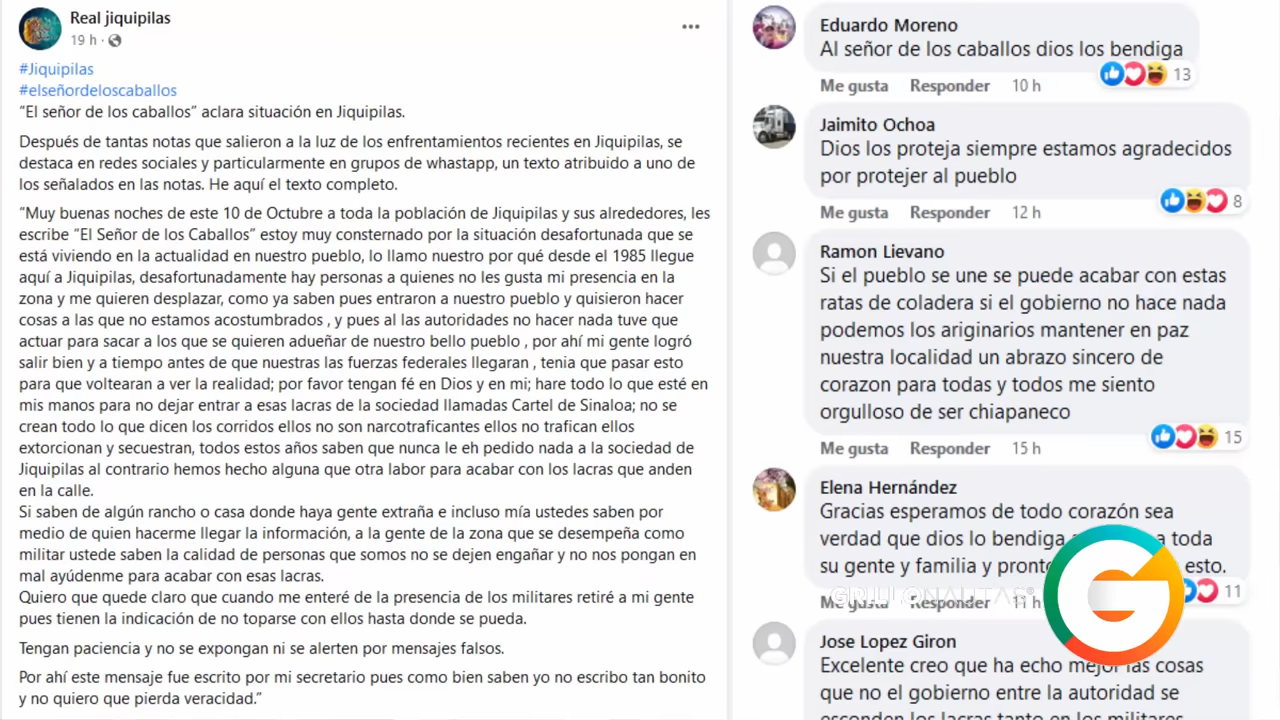 Real jiquipilas
19 h ·
#Jiquipilas
#elseñordeloscaballos
“El señor de los caballos” aclara situación en Jiquipilas.
Después de tantas notas que salieron a la luz de los enfrentamientos recientes en Jiquipilas, se
destaca en redes sociales y particularmente en grupos de whastapp, un texto atribuido a uno de
los señalados en las notas. He aquí el texto completo.
“Muy buenas noches de este 10 de Octubre a toda la población de Jiquipilas y sus alrededores, les
escribe “El Señor de los Caballos” estoy muy consternado por la situación desafortunada que se
está viviendo en la actualidad en nuestro pueblo, lo llamo nuestro por qué desde el 1985 llegue
aquí a Jiquipilas, desafortunadamente hay personas a quienes no les gusta mi presencia en la
zona y me quieren desplazar, como ya saben pues entraron a nuestro pueblo y quisieron hacer
cosas a las que no estamos acostumbrados , y pues al las autoridades no hacer nada tuve que
actuar para sacar a los que se quieren adueñar de nuestro bello pueblo , por ahí mi gente logró
salir bien y a tiempo antes de que nuestras las fuerzas federales llegaran , tenia que pasar esto
para que voltearan a ver la realidad; por favor tengan fé en Dios y en mi; hare todo lo que esté en
mis manos para no dejar entrar a esas lacras de la sociedad llamadas Cartel de Sinaloa; no se
crean todo lo que dicen los corridos ellos no son narcotraficantes ellos no trafican ellos
extorcionan y secuestran, todos estos años saben que nunca le eh pedido nada a la sociedad de
Jiquipilas al contrario hemos hecho alguna que otra labor para acabar con los lacras que anden
en la calle.
Si saben de algún rancho o casa donde haya gente extraña e incluso mía ustedes saben por
medio de quien hacerme llegar la información, a la gente de la zona que se desempeña como
militar ustede saben la calidad de personas que somos no se dejen engañar y no nos pongan en
mal ayúdenme para acabar con esas lacras.
Quiero que quede claro que cuando me enteré de la presencia de los militares retiré a mi gente
pues tienen la indicación de no toparse con ellos hasta donde se pueda.
Tengan paciencia y no se expongan ni se alerten por mensajes falsos.
Por ahí este mensaje fue escrito por mi secretario pues como bien saben yo no escribo tan bonito
y no quiero que pierda veracidad.”
Eduardo Moreno
Al señor de los caballos dios los bendiga
13
Me gusta Responder 10 h
Jaimito Ochoa
Dios los proteja siempre estamos agradecidos
por protejer al pueblo
8
Me gusta Responder 12 h
Ramon Lievano
Si el pueblo se une se puede acabar con estas
ratas de coladera si el gobierno no hace nada
podemos los ariginarios mantener en paz
nuestra localidad un abrazo sincero de
corazon para todas y todos me siento
orgulloso de ser chiapaneco
15
Me gusta Responder 15 h
Elena Hernández
Gracias esperamos de todo corazón sea
verdad que dios lo bendiga a toda
su gente y familia y pronto esto.
11
Me gusta Responder 11 h
GRILLONAUTAS
Jose Lopez Giron
Excelente creo que ha echo mejor las cosas
que no el gobierno entre la autoridad se
esconden los lacras tanto en los militares